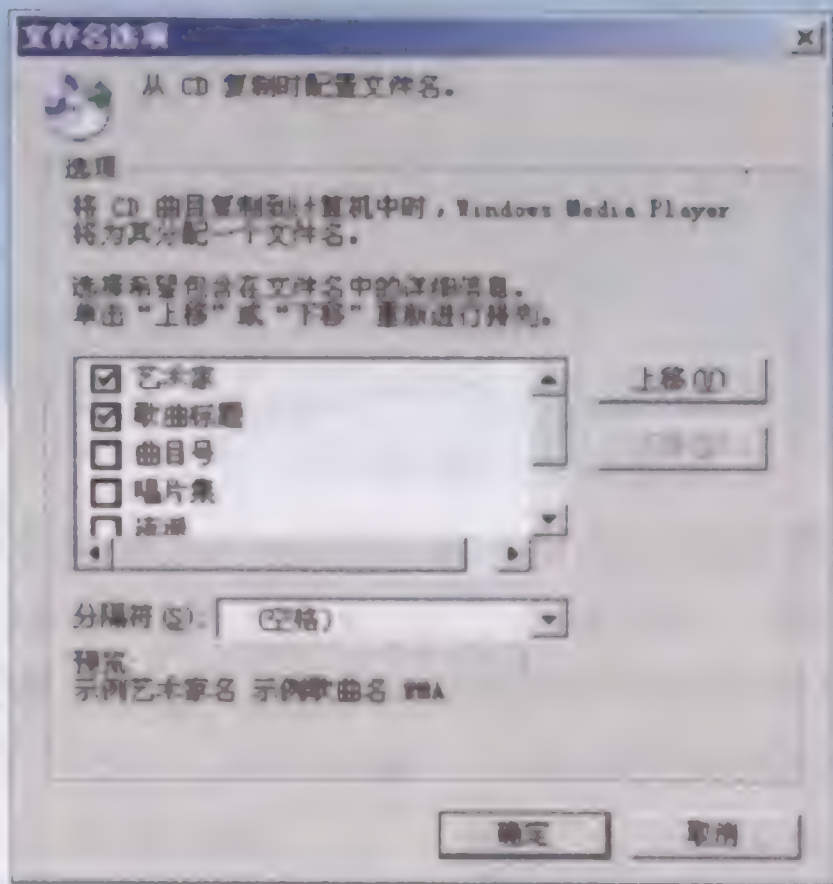 文件名选项
从 CD 复制时配置文件名。
选项
将 CD 曲目复制到计算机中时，Windows Media Player
将为其分配一个文件名。
选择希望包含在文件名中的详细信息。
单击“上移”或“下移”重新进行排列。
艺术家
上移(U)
歌曲标题
曲目号
唱片集
分隔符(S):
(空格)
预览
示例艺术家名 示例歌曲名 WMA
确定
取消